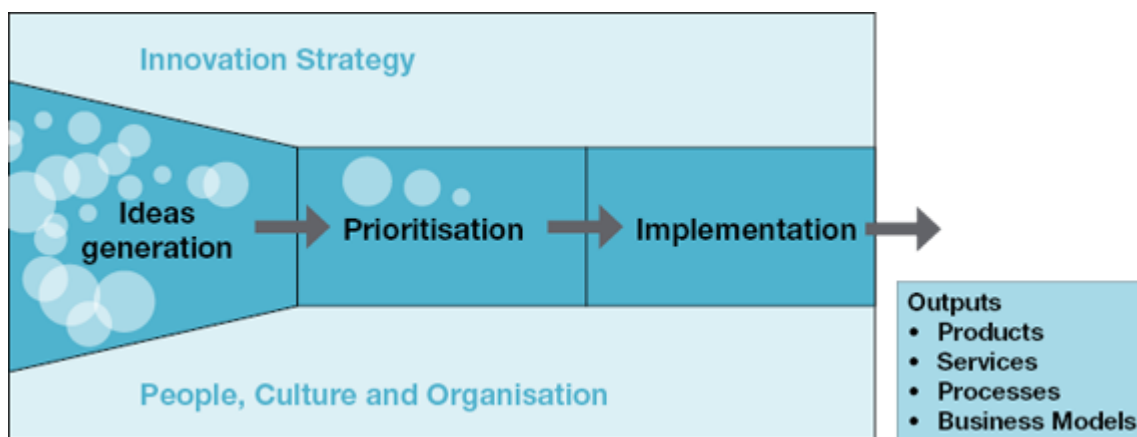 Innovation Strategy
Ideas
generation
Prioritisation
Implementation
People, Culture and Organisation
Outputs
• Products
• Services
• Processes
• Business Models